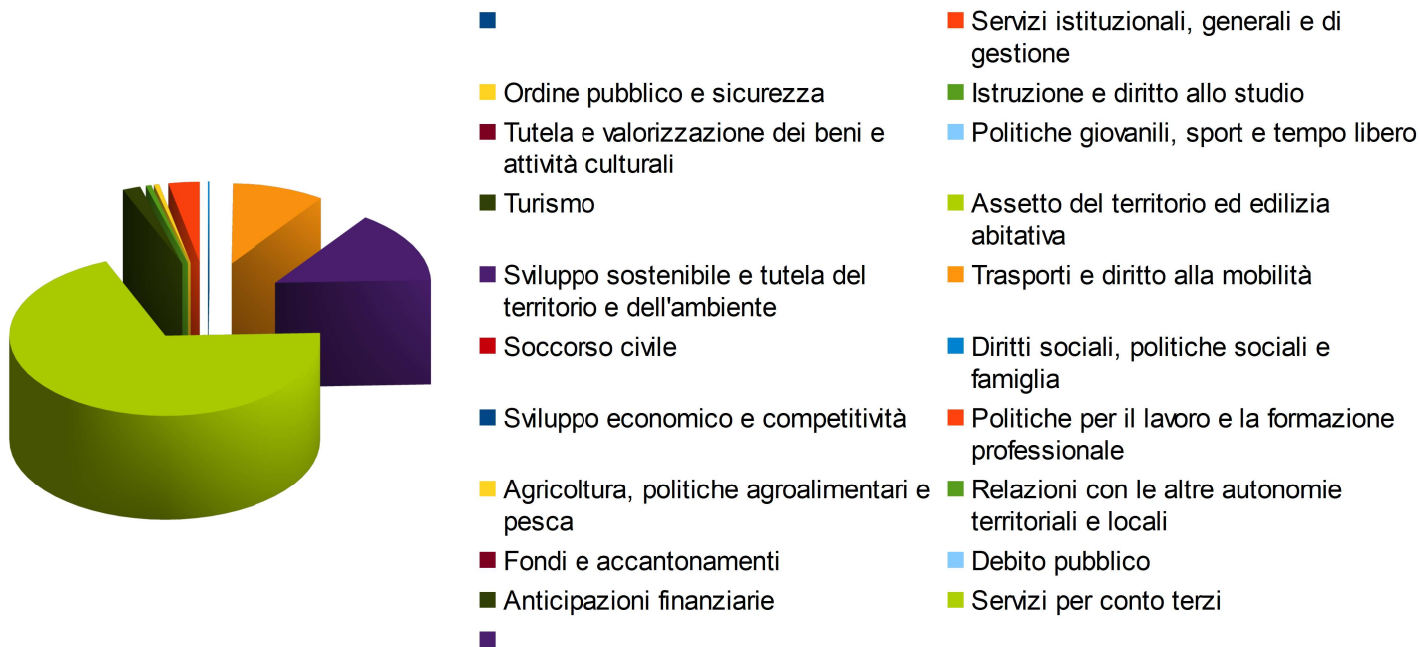 Servizi istituzionali, generali e di
gestione
Ordine pubblico e sicurezza
Istruzione e diritto allo studio
Tutela e valorizzazione dei beni e
attività culturali
Politiche giovanili, sport e tempo libero
Turismo
Assetto del territorio ed edilizia
abitativa
Sviluppo sostenibile e tutela del
territorio e dell'ambiente
Trasporti e diritto alla mobilità
Soccorso civile
Diritti sociali, politiche sociali e
famiglia
Sviluppo economico e competitività
Politiche per il lavoro e la formazione
professionale
Agricoltura, politiche agroalimentari e
pesca
Relazioni con le altre autonomie
territoriali e locali
Fondi e accantonamenti
Debito pubblico
Anticipazioni finanziarie
Servizi per conto terzi